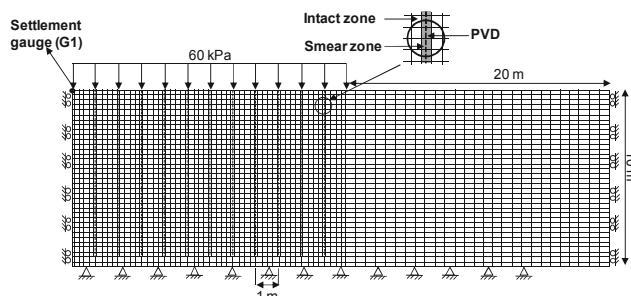 Intact zone
Settlement
gauge (G1)
PVD
Smear zone
60 kPa
20 m
1 m